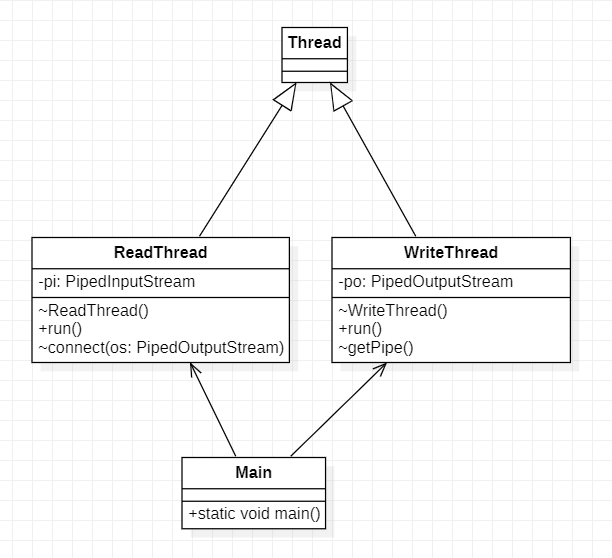 Thread
ReadThread
-pi: PipedInputStream
~ReadThread()
+run()
~connect(os: PipedOutputStream)
WriteThread
-po: PipedOutputStream
~WriteThread()
+run()
~getPipe()
Main
+static void main()